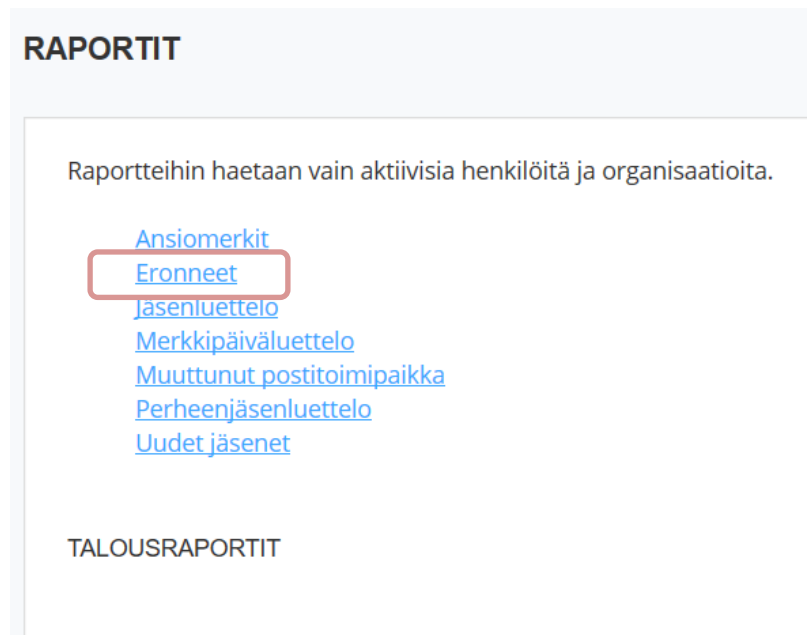 RAPORTIT
Raportteihin haetaan vain aktiivisia henkilöitä ja organisaatioita.
Ansiomerkit
Eronneet
Jäsenluettelo
Merkkipäiväluettelo
Muuttunut postitoimipaikka
Perheenjäsenluettelo
Uudet jäsenet
TALOUSRAPORTIT